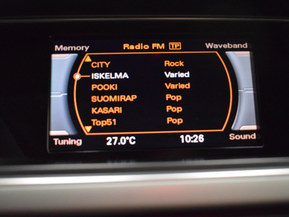 Memory Radio FM TP Waveband
CITY Rock
ISKELMA Varied
POOKI Varied
SUOMIRAP Pop
KASARI Pop
Top51 Pop
Tuning 27.0°C 10:26 Sound